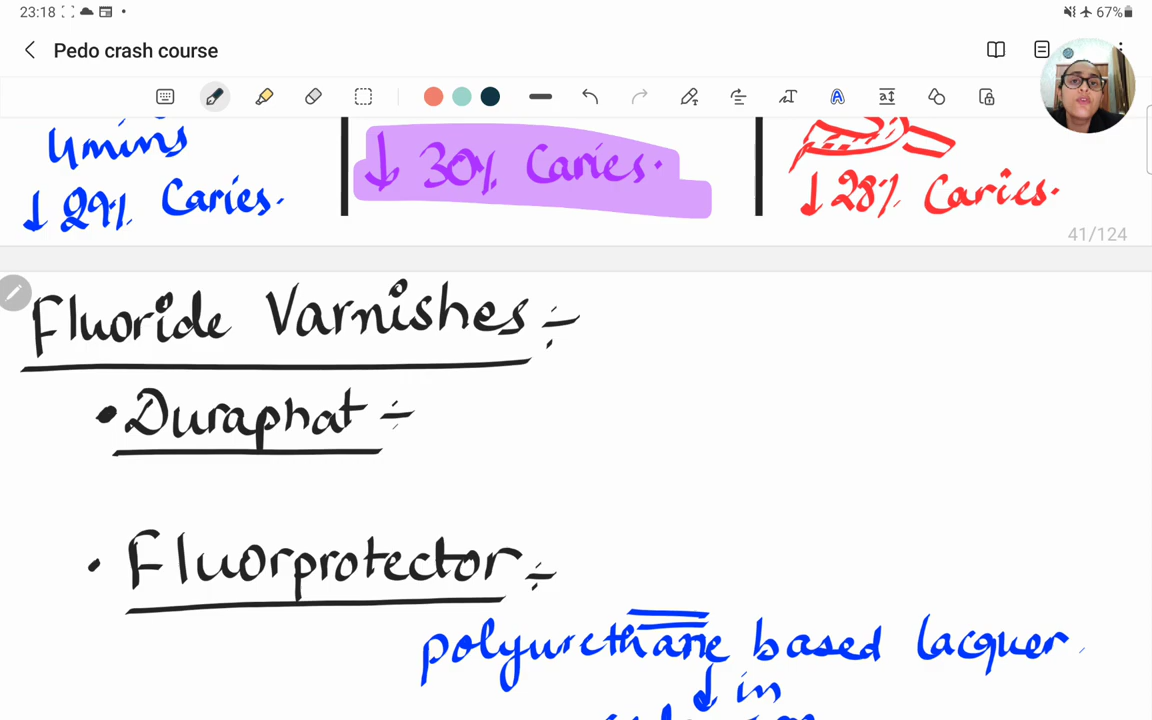 23:18
67%
Pedo crash course
4mins
↓ 29% Caries.
↓ 30% Caries.
↓ 28% Caries.
41/124
Fluoride Varnishes ÷
• Duraphat ÷
• Fluorprotector ÷
polyurethane based lacquer
↓ in